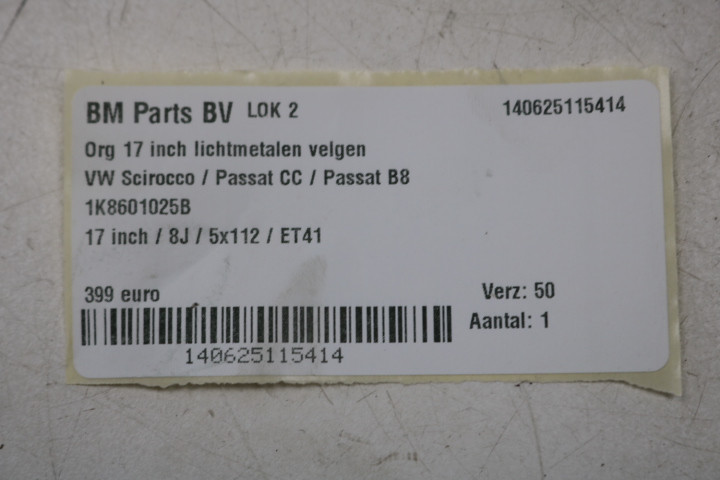 BM Parts BV LOK 2 140625115414
Org 17 inch lichtmetalen velgen
VW Scirocco / Passat CC / Passat B8
1K8601025B
17 inch / 8J / 5x112 / ET41
399 euro Verz: 50
Aantal: 1
140625115414